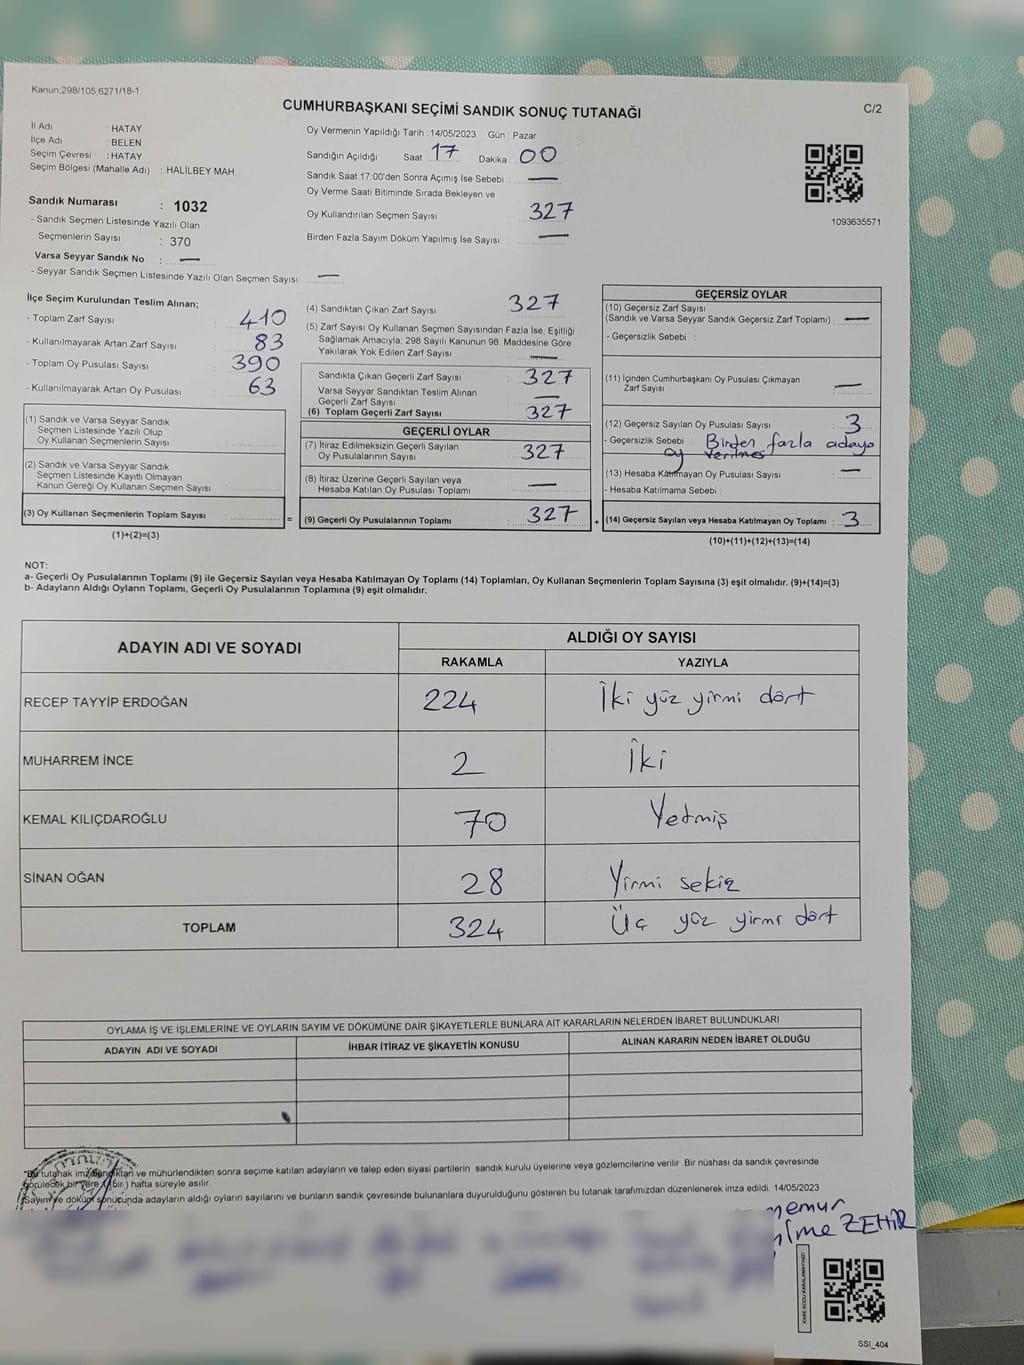 Kanun:298/105,6271/18-1
CUMHURBAŞKANI SEÇİMİ SANDIK SONUÇ TUTANAĞI
C/2
İl Adı : HATAY
İlçe Adı : BELEN
Seçim Çevresi : HATAY
Seçim Bölgesi (Mahalle Adı) : HALİLBEY MAH.
Sandık Numarası : 1032
- Sandık Seçmen Listesinde Yazılı Olan
Seçmenlerin Sayısı : 370
Varsa Seyyar Sandık No : —
- Seyyar Sandık Seçmen Listesinde Yazılı Olan Seçmen Sayısı: —
Oy Vermenin Yapıldığı Tarih :14/05/2023 Gün : Pazar
Sandığın Açıldığı Saat :17 Dakika :00
Sandık Saat 17:00'den Sonra Açımış İse Sebebi : —
Oy Verme Saati Bitiminde Sırada Bekleyen ve
Oy Kullandırılan Seçmen Sayısı : 327
Birden Fazla Sayım Döküm Yapılmış İse Sayısı : —
1093635571
İlçe Seçim Kurulundan Teslim Alınan;
- Toplam Zarf Sayısı : 410
- Kullanılmayarak Artan Zarf Sayısı : 83
- Toplam Oy Pusulası Sayısı : 390
- Kullanılmayarak Artan Oy Pusulası : 63
(1) Sandık ve Varsa Seyyar Sandık
Seçmen Listesinde Yazılı Olup
Oy Kullanan Seçmenlerin Sayısı :
(2) Sandık ve Varsa Seyyar Sandık
Seçmen Listesinde Kayıtlı Olmayan
Kanun Gereği Oy Kullanan Seçmen Sayısı :
(3) Oy Kullanan Seçmenlerin Toplam Sayısı :
(1)+(2)=(3)
=
(4) Sandıktan Çıkan Zarf Sayısı : 327
(5) Zarf Sayısı Oy Kullanan Seçmen Sayısından Fazla İse, Eşitliği
Sağlamak Amacıyla; 298 Sayılı Kanunun 98. Maddesine Göre
Yakılarak Yok Edilen Zarf Sayısı : —
Sandıkta Çıkan Geçerli Zarf Sayısı : 327
Varsa Seyyar Sandıktan Teslim Alınan
Geçerli Zarf Sayısı : —
(6) Toplam Geçerli Zarf Sayısı : 327
GEÇERLİ OYLAR
(7) İtiraz Edilmeksizin Geçerli Sayılan
Oy Pusulalarının Sayısı : 327
(8) İtiraz Üzerine Geçerli Sayılan veya
Hesaba Katılan Oy Pusulaları Toplamı : —
(9) Geçerli Oy Pusulalarının Toplamı : 327
+
GEÇERSİZ OYLAR
(10) Geçersiz Zarf Sayısı
(Sandık ve Varsa Seyyar Sandık Geçersiz Zarf Toplamı) : —
- Geçersizlik Sebebi :
(11) İçinden Cumhurbaşkanı Oy Pusulası Çıkmayan
Zarf Sayısı : —
(12) Geçersiz Sayılan Oy Pusulası Sayısı : 3
- Geçersizlik Sebebi : Birden fazla adaya
oy verilmesi
(13) Hesaba Katılmayan Oy Pusulası Sayısı : —
- Hesaba Katılmama Sebebi :
(14) Geçersiz Sayılan veya Hesaba Katılmayan Oy Toplamı : 3
(10)+(11)+(12)+(13)=(14)
NOT:
a- Geçerli Oy Pusulalarının Toplamı (9) ile Geçersiz Sayılan veya Hesaba Katılmayan Oy Toplamı (14) Toplamları, Oy Kullanan Seçmenlerin Toplam Sayısına (3) eşit olmalıdır. (9)+(14)=(3)
b- Adayların Aldığı Oyların Toplamı, Geçerli Oy Pusulalarının Toplamına (9) eşit olmalıdır.
ADAYIN ADI VE SOYADI
ALDIĞI OY SAYISI
RAKAMLA YAZIYLA
RECEP TAYYİP ERDOĞAN 224 İki yüz yirmi dört
MUHARREM İNCE 2 İki
KEMAL KILIÇDAROĞLU 70 Yetmiş
SİNAN OĞAN 28 Yirmi sekiz
TOPLAM 324 Üç yüz yirmi dört
OYLAMA İŞ VE İŞLEMLERİNE VE OYLARIN SAYIM VE DÖKÜMÜNE DAİR ŞİKAYETLERLE BUNLARA AİT KARARLARIN NELERDEN İBARET BULUNDUKLARI
ADAYIN ADI VE SOYADI İHBAR İTİRAZ VE ŞİKAYETİN KONUSU ALINAN KARARIN NEDEN İBARET OLDUĞU
"Bu tutanak imzalandıktan ve mühürlendikten sonra seçime katılan adayların ve talep eden siyasi partilerin sandık kurulu üyelerine veya gözlemcilerine verilir. Bir nüshası da sandık çevresinde
görülecek bir yere 1(bir) hafta süreyle asılır.
Sayım ve döküm sonucunda adayların aldığı oyların sayılarını ve bunların sandık çevresinde bulunanlara duyurulduğunu gösteren bu tutanak tarafımızdan düzenlenerek imza edildi. 14/05/2023
memur
ZEHİR
SSİ_404